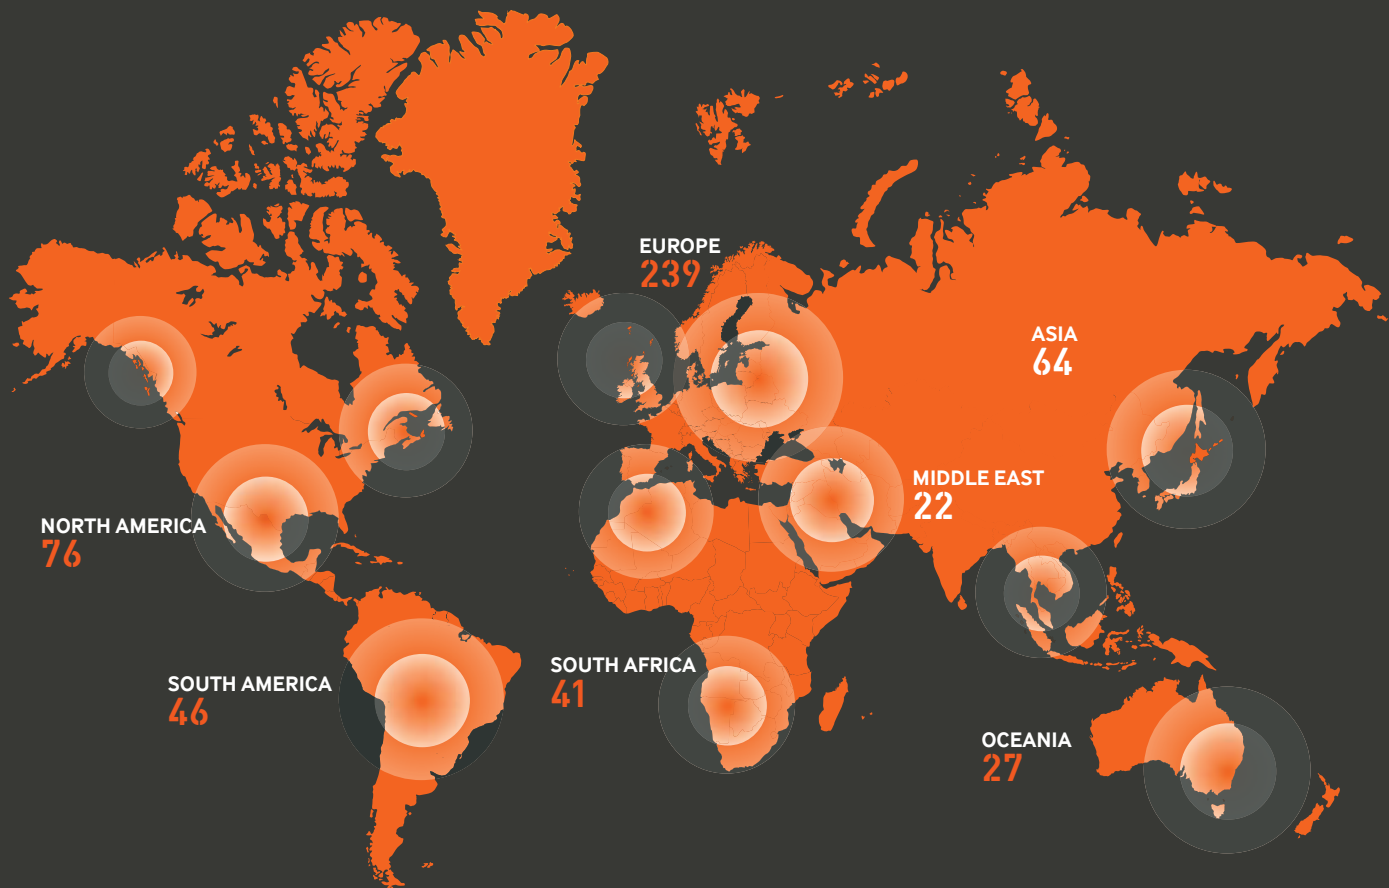 EUROPE
239
ASIA
64
MIDDLE EAST
22
NORTH AMERICA
76
SOUTH AFRICA
41
SOUTH AMERICA
46
OCEANIA
27